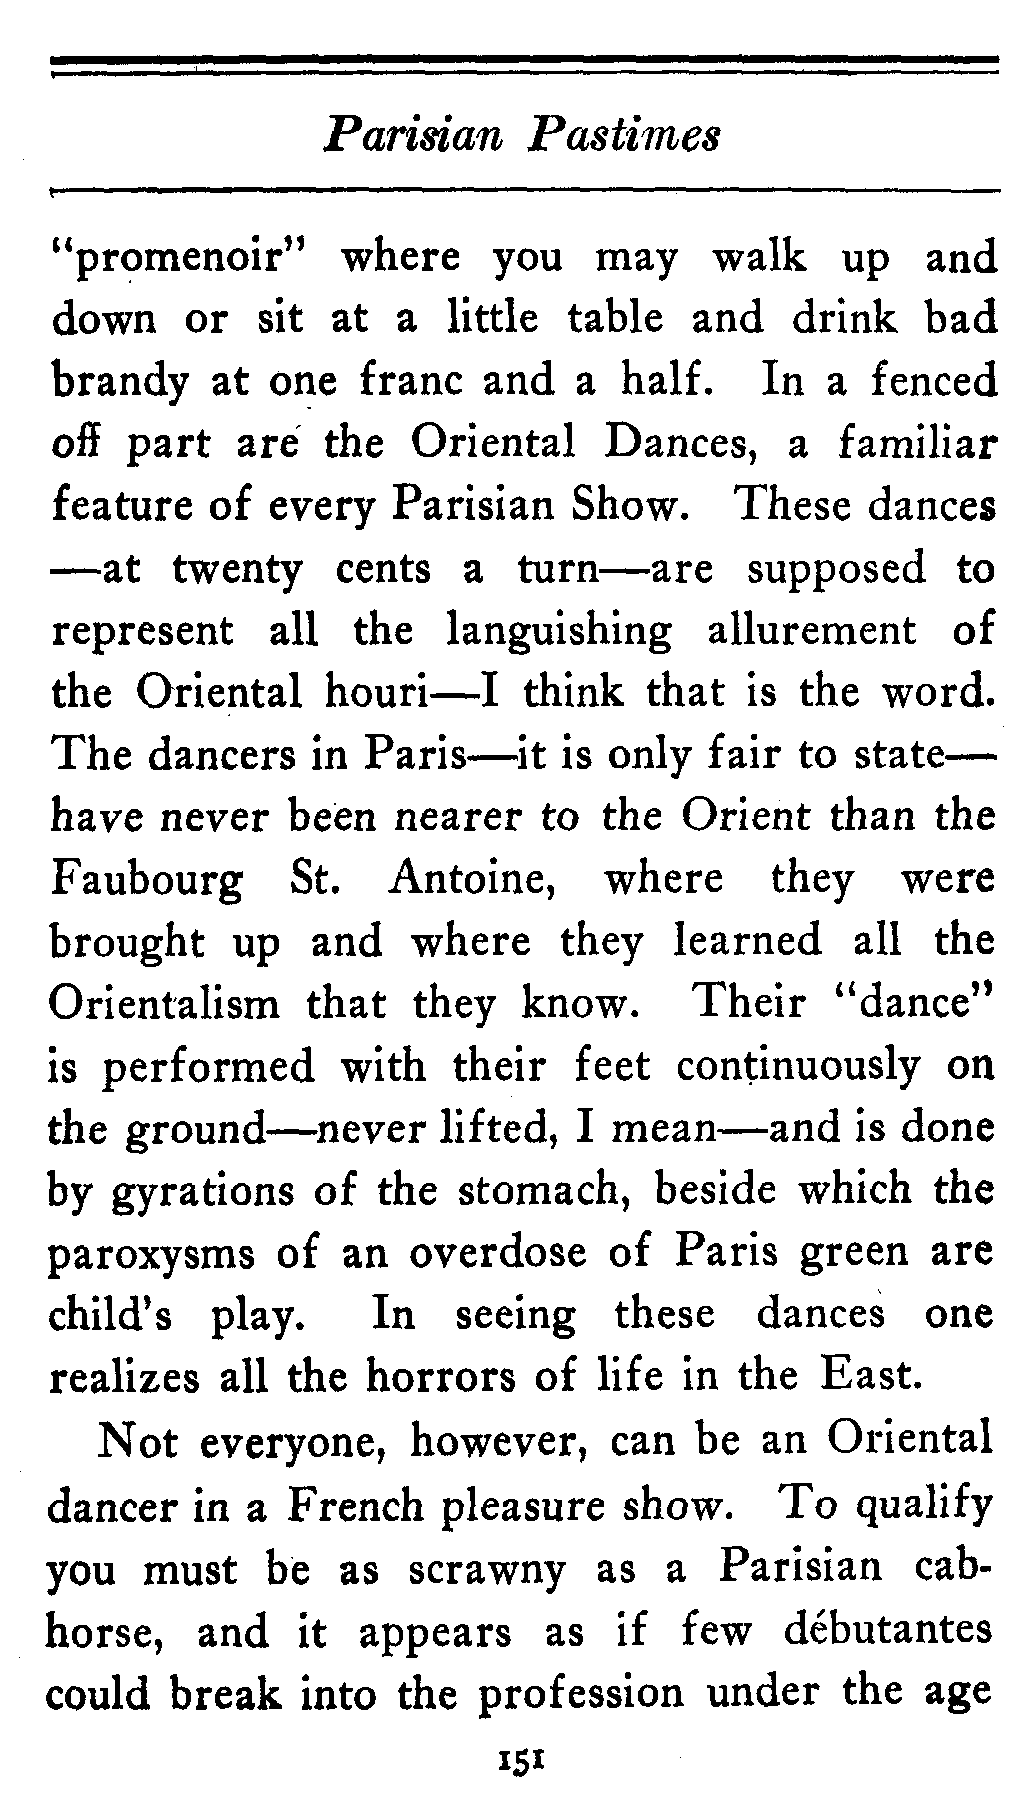 Parisian Pastimes
"promenoir" where you may walk up and
down or sit at a little table and drink bad
brandy at one franc and a half. In a fenced
off part are the Oriental Dances, a familiar
feature of every Parisian Show. These dances
—at twenty cents a turn—are supposed to
represent all the languishing allurement of
the Oriental houri—I think that is the word.
The dancers in Paris—it is only fair to state—
have never been nearer to the Orient than the
Faubourg St. Antoine, where they were
brought up and where they learned all the
Orientalism that they know. Their "dance"
is performed with their feet continuously on
the ground—never lifted, I mean—and is done
by gyrations of the stomach, beside which the
paroxysms of an overdose of Paris green are
child's play. In seeing these dances one
realizes all the horrors of life in the East.
Not everyone, however, can be an Oriental
dancer in a French pleasure show. To qualify
you must be as scrawny as a Parisian cab-
horse, and it appears as if few débutantes
could break into the profession under the age
151